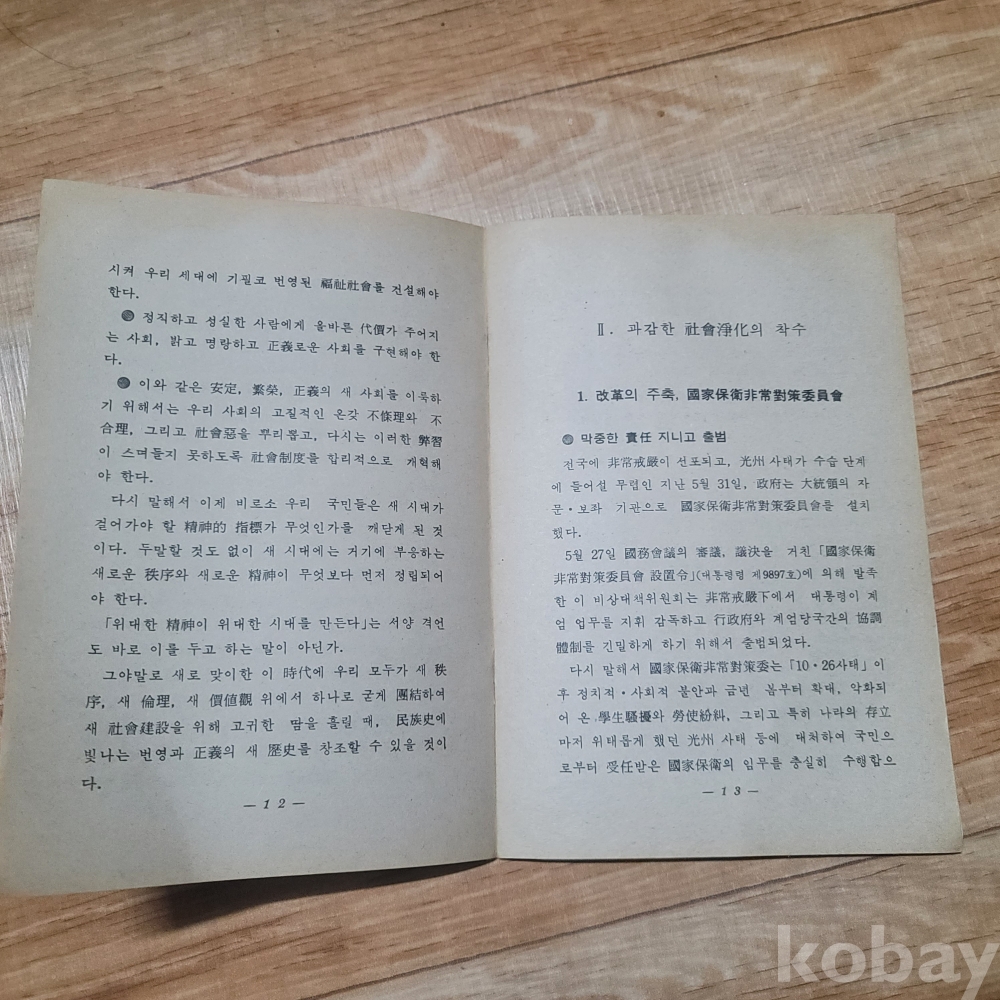 시켜 우리 세대에 기필코 번영된 福祉社會를 건설해야
한다.
● 정직하고 성실한 사람에게 올바른 代價가 주어지
는 사회, 밝고 명랑하고 正義로운 사회를 구현해야 한
다.
● 이와 같은 安定, 繁榮, 正義의 새 사회를 이룩하
기 위해서는 우리 사회의 고질적인 온갖 不條理와 不
合理, 그리고 社會惡을 뿌리뽑고, 다시는 이러한 弊習
이 스며들지 못하도록 社會制度를 합리적으로 개혁해
야 한다.
다시 말해서 이제 비로소 우리 국민들은 새 시대가
걸어가야 할 精神的 指標가 무엇인가를 깨닫게 된 것
이다. 두말할 것도 없이 새 시대에는 거기에 부응하는
새로운 秩序와 새로운 精神이 무엇보다 먼저 정립되어
야 한다.
「위대한 精神이 위대한 시대를 만든다」는 서양 격언
도 바로 이를 두고 하는 말이 아닌가.
그야말로 새로 맞이한 이 時代에 우리 모두가 새 秩
序, 새 倫理, 새 價値觀 위에서 하나로 굳게 團結하여
새 社會建設을 위해 고귀한 땀을 흘릴 때, 民族史에
빛나는 번영과 正義의 새 歷史를 창조할 수 있을 것이
다.
— 1 2 —
Ⅱ. 과감한 社會淨化의 착수
1. 改革의 주축, 國家保衛非常對策委員會
● 막중한 責任 지니고 출범
전국에 非常戒嚴이 선포되고, 光州 사태가 수습 단계
에 들어설 무렵인 지난 5월 31일, 政府는 大統領의 자
문·보좌 기관으로 國家保衛非常對策委員會를 설치
했다.
5월 27일 國務會議의 審議, 議決을 거친「國家保衛
非常對策委員會 設置令」(대통령령 제9897호)에 의해 발족
한 이 비상대책위원회는 非常戒嚴下에서 대통령이 계
엄 업무를 지휘 감독하고 行政府와 계엄당국간의 協調
體制를 긴밀하게 하기 위해서 출범되었다.
다시 말해서 國家保衛非常對策委는「10·26사태」이
후 정치적·사회적 불안과 금년 봄부터 확대, 악화되
어 온 學生騷擾와 勞使紛糾, 그리고 특히 나라의 存立
마저 위태롭게 했던 光州 사태 등에 대처하여 국민으
로부터 受任받은 國家保衛의 임무를 충실히 수행함으
— 1 3 —
kobay